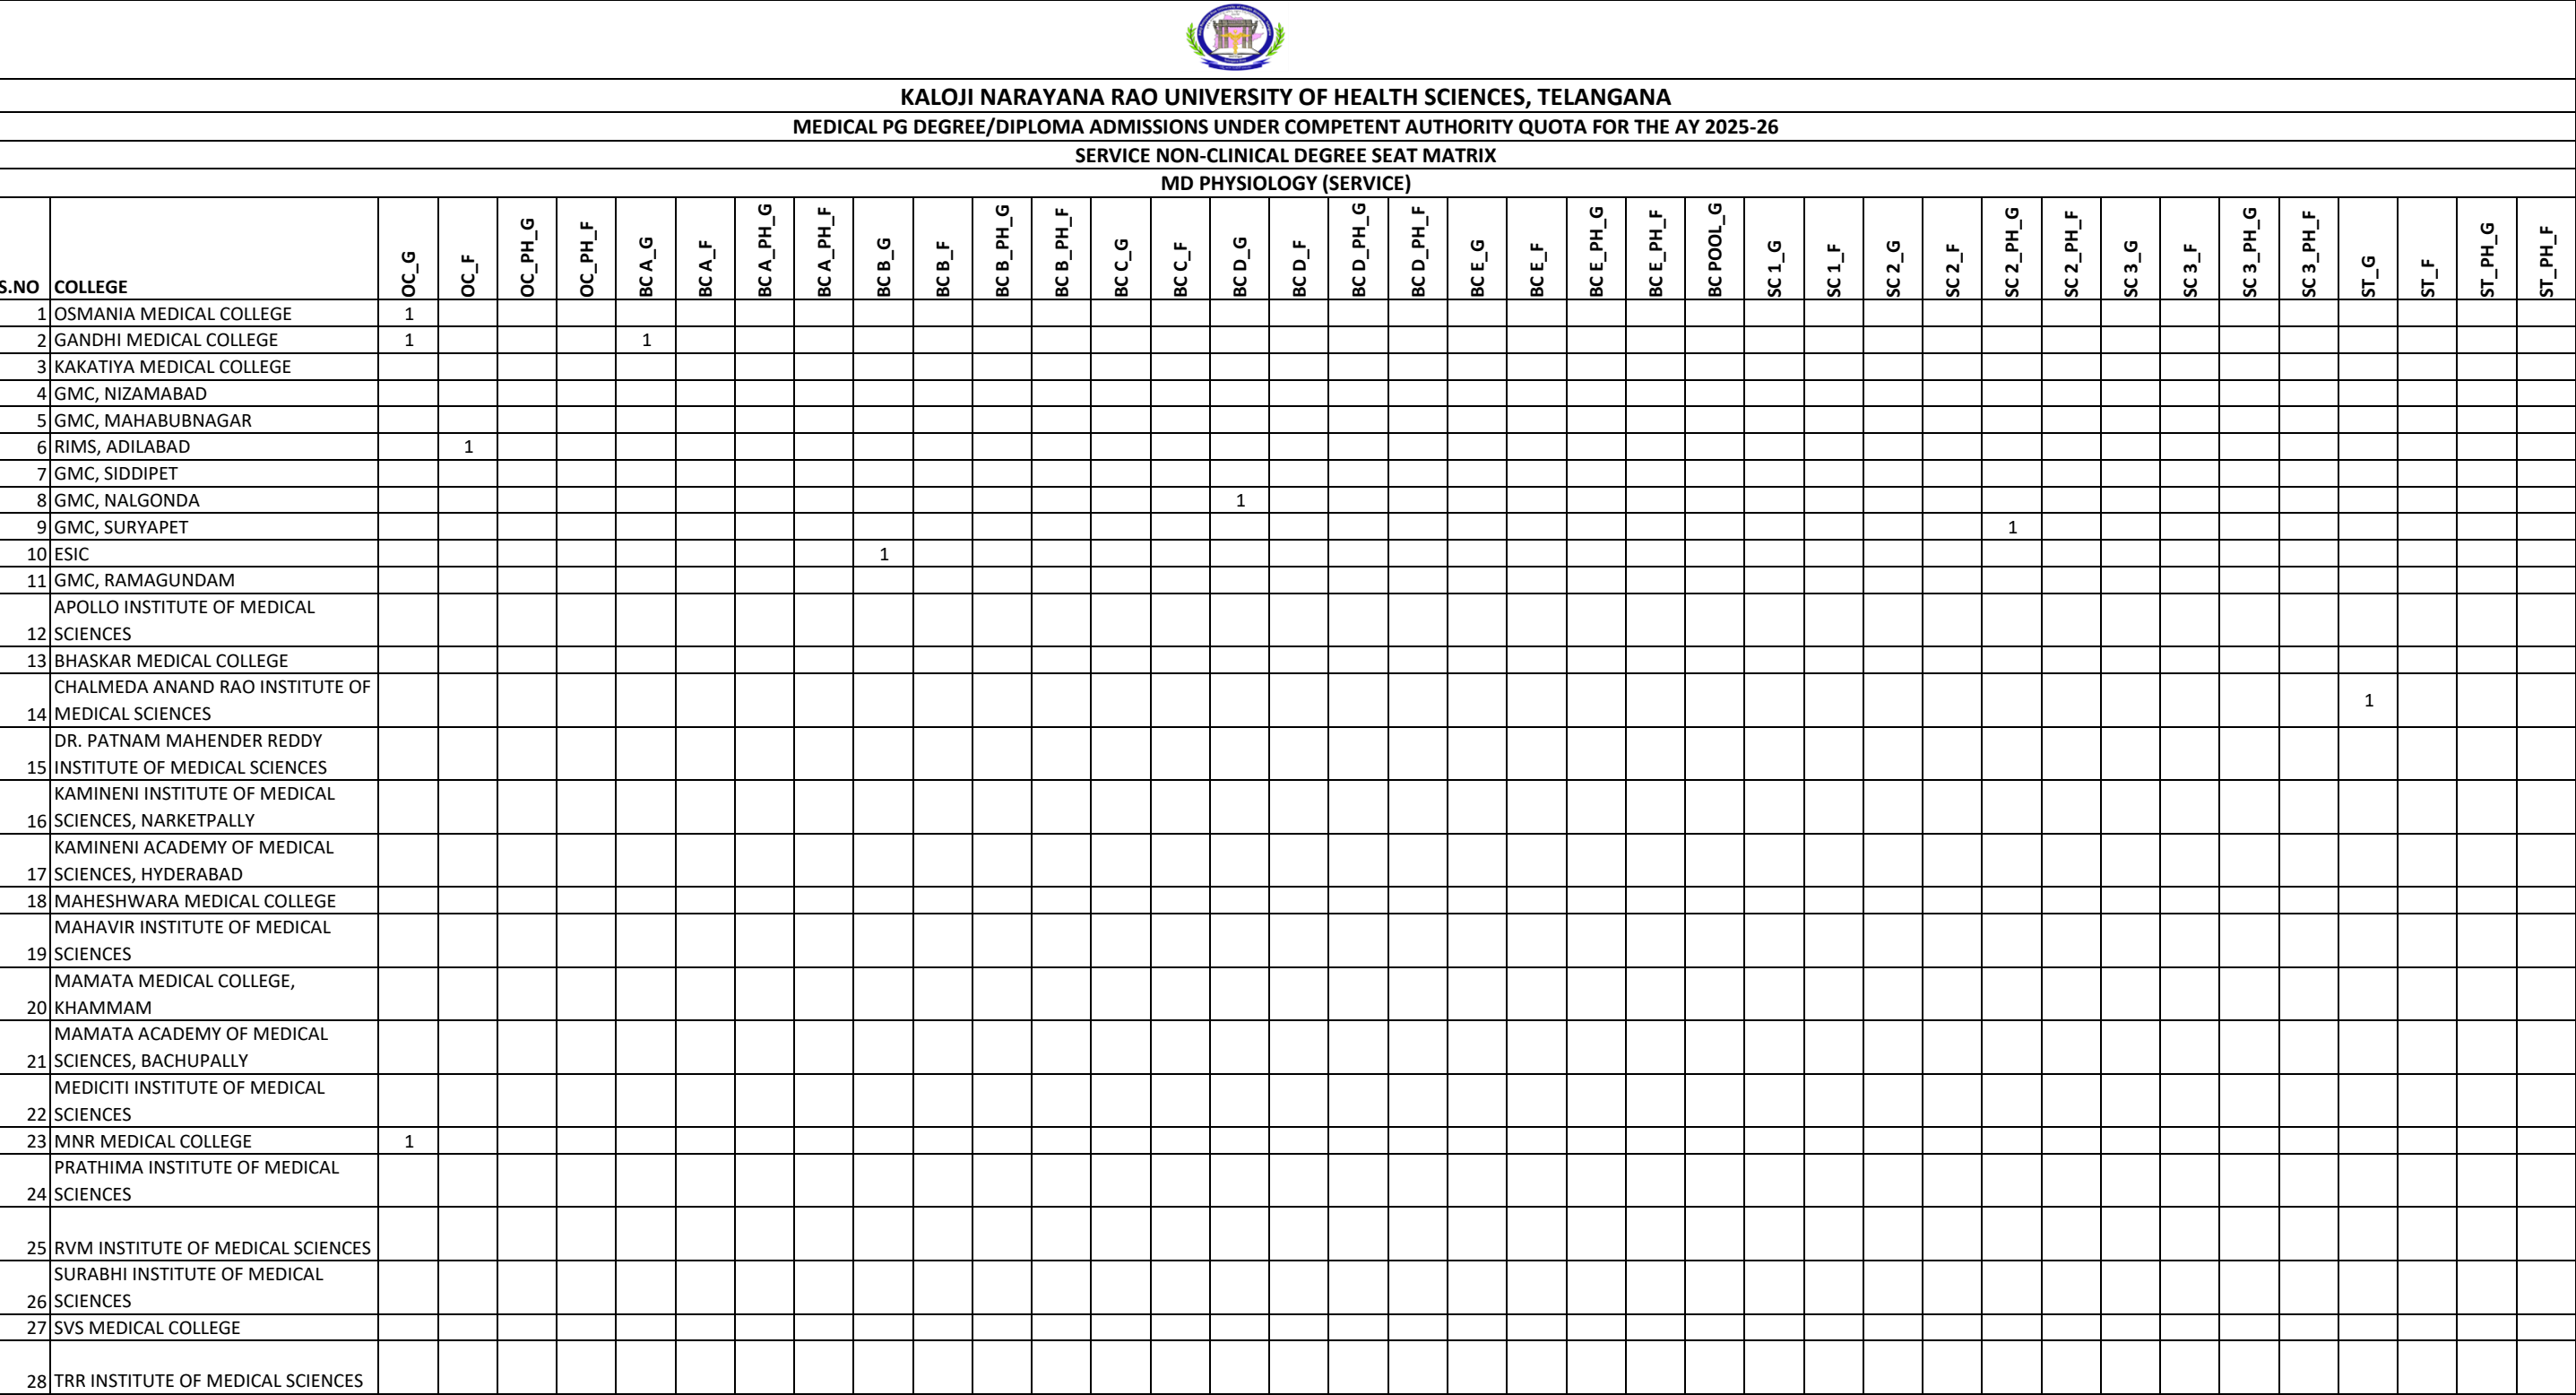 KALOJI NARAYANA RAO UNIVERSITY OF HEALTH SCIENCES, TELANGANA
MEDICAL PG DEGREE/DIPLOMA ADMISSIONS UNDER COMPETENT AUTHORITY QUOTA FOR THE AY 2025-26
SERVICE NON-CLINICAL DEGREE SEAT MATRIX
MD PHYSIOLOGY (SERVICE)
S.NO COLLEGE OC_G OC_F OC_PH_G OC_PH_F BC A_G BC A_F BC A_PH_G BC A_PH_F BC B_G BC B_F BC B_PH_G BC B_PH_F BC C_G BC C_F BC D_G BC D_F BC D_PH_G BC D_PH_F BC E_G BC E_F BC E_PH_G BC E_PH_F BC POOL_G SC 1_G SC 1_F SC 2_G SC 2_F SC 2_PH_G SC 2_PH_F SC 3_G SC 3_F SC 3_PH_G SC 3_PH_F ST_G ST_F ST_PH_G ST_PH_F
1 OSMANIA MEDICAL COLLEGE 1
2 GANDHI MEDICAL COLLEGE 1 1
3 KAKATIYA MEDICAL COLLEGE
4 GMC, NIZAMABAD
5 GMC, MAHABUBNAGAR
6 RIMS, ADILABAD 1
7 GMC, SIDDIPET
8 GMC, NALGONDA 1
9 GMC, SURYAPET 1
10 ESIC 1
11 GMC, RAMAGUNDAM
APOLLO INSTITUTE OF MEDICAL
12 SCIENCES
13 BHASKAR MEDICAL COLLEGE
CHALMEDA ANAND RAO INSTITUTE OF
14 MEDICAL SCIENCES 1
DR. PATNAM MAHENDER REDDY
15 INSTITUTE OF MEDICAL SCIENCES
KAMINENI INSTITUTE OF MEDICAL
16 SCIENCES, NARKETPALLY
KAMINENI ACADEMY OF MEDICAL
17 SCIENCES, HYDERABAD
18 MAHESHWARA MEDICAL COLLEGE
MAHAVIR INSTITUTE OF MEDICAL
19 SCIENCES
MAMATA MEDICAL COLLEGE,
20 KHAMMAM
MAMATA ACADEMY OF MEDICAL
21 SCIENCES, BACHUPALLY
MEDICITI INSTITUTE OF MEDICAL
22 SCIENCES
23 MNR MEDICAL COLLEGE 1
PRATHIMA INSTITUTE OF MEDICAL
24 SCIENCES
25 RVM INSTITUTE OF MEDICAL SCIENCES
SURABHI INSTITUTE OF MEDICAL
26 SCIENCES
27 SVS MEDICAL COLLEGE
28 TRR INSTITUTE OF MEDICAL SCIENCES